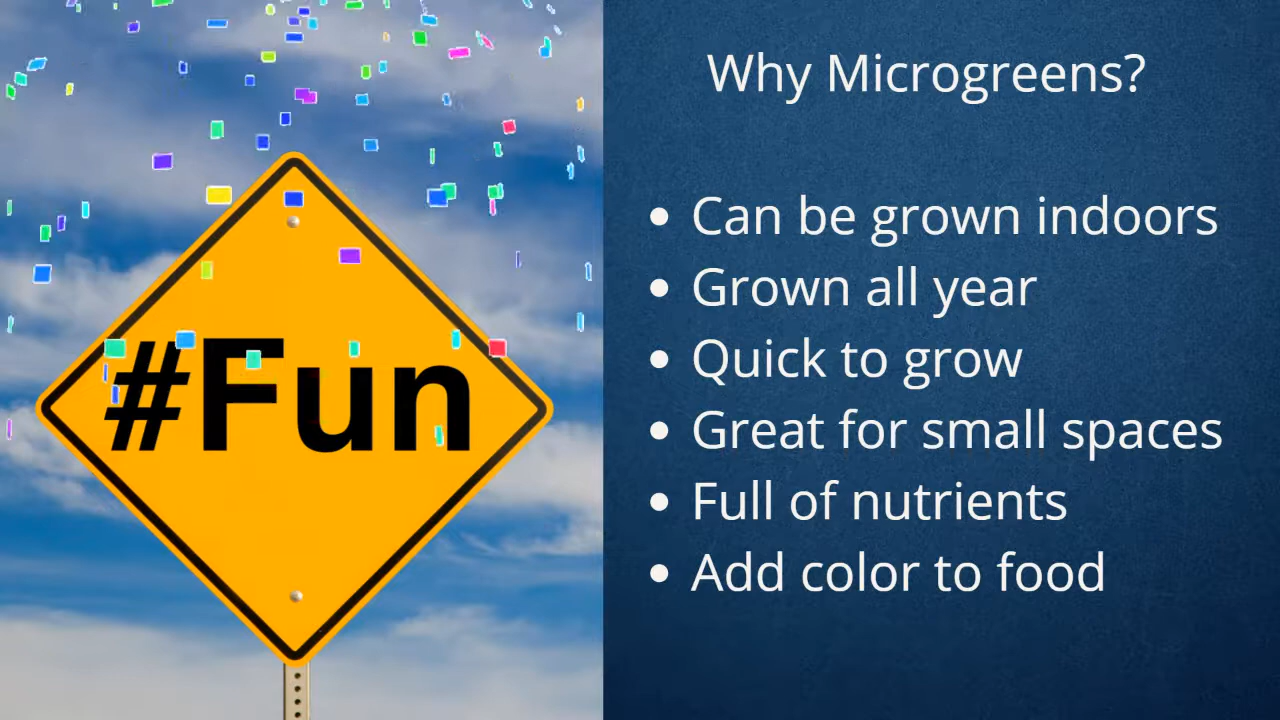 #Fun
Why Microgreens?
• Can be grown indoors
• Grown all year
• Quick to grow
• Great for small spaces
• Full of nutrients
• Add color to food